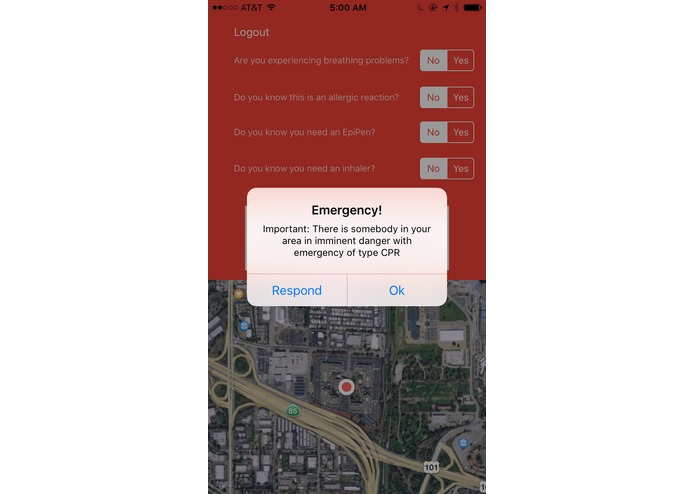 AT&T 5:00 AM
Logout
Are you experiencing breathing problems? No Yes
Do you know this is an allergic reaction? No Yes
Do you know you need an EpiPen? No Yes
Do you know you need an inhaler? No Yes
Emergency!
Important: There is somebody in your
area in imminent danger with
emergency of type CPR
Respond Ok
85
101